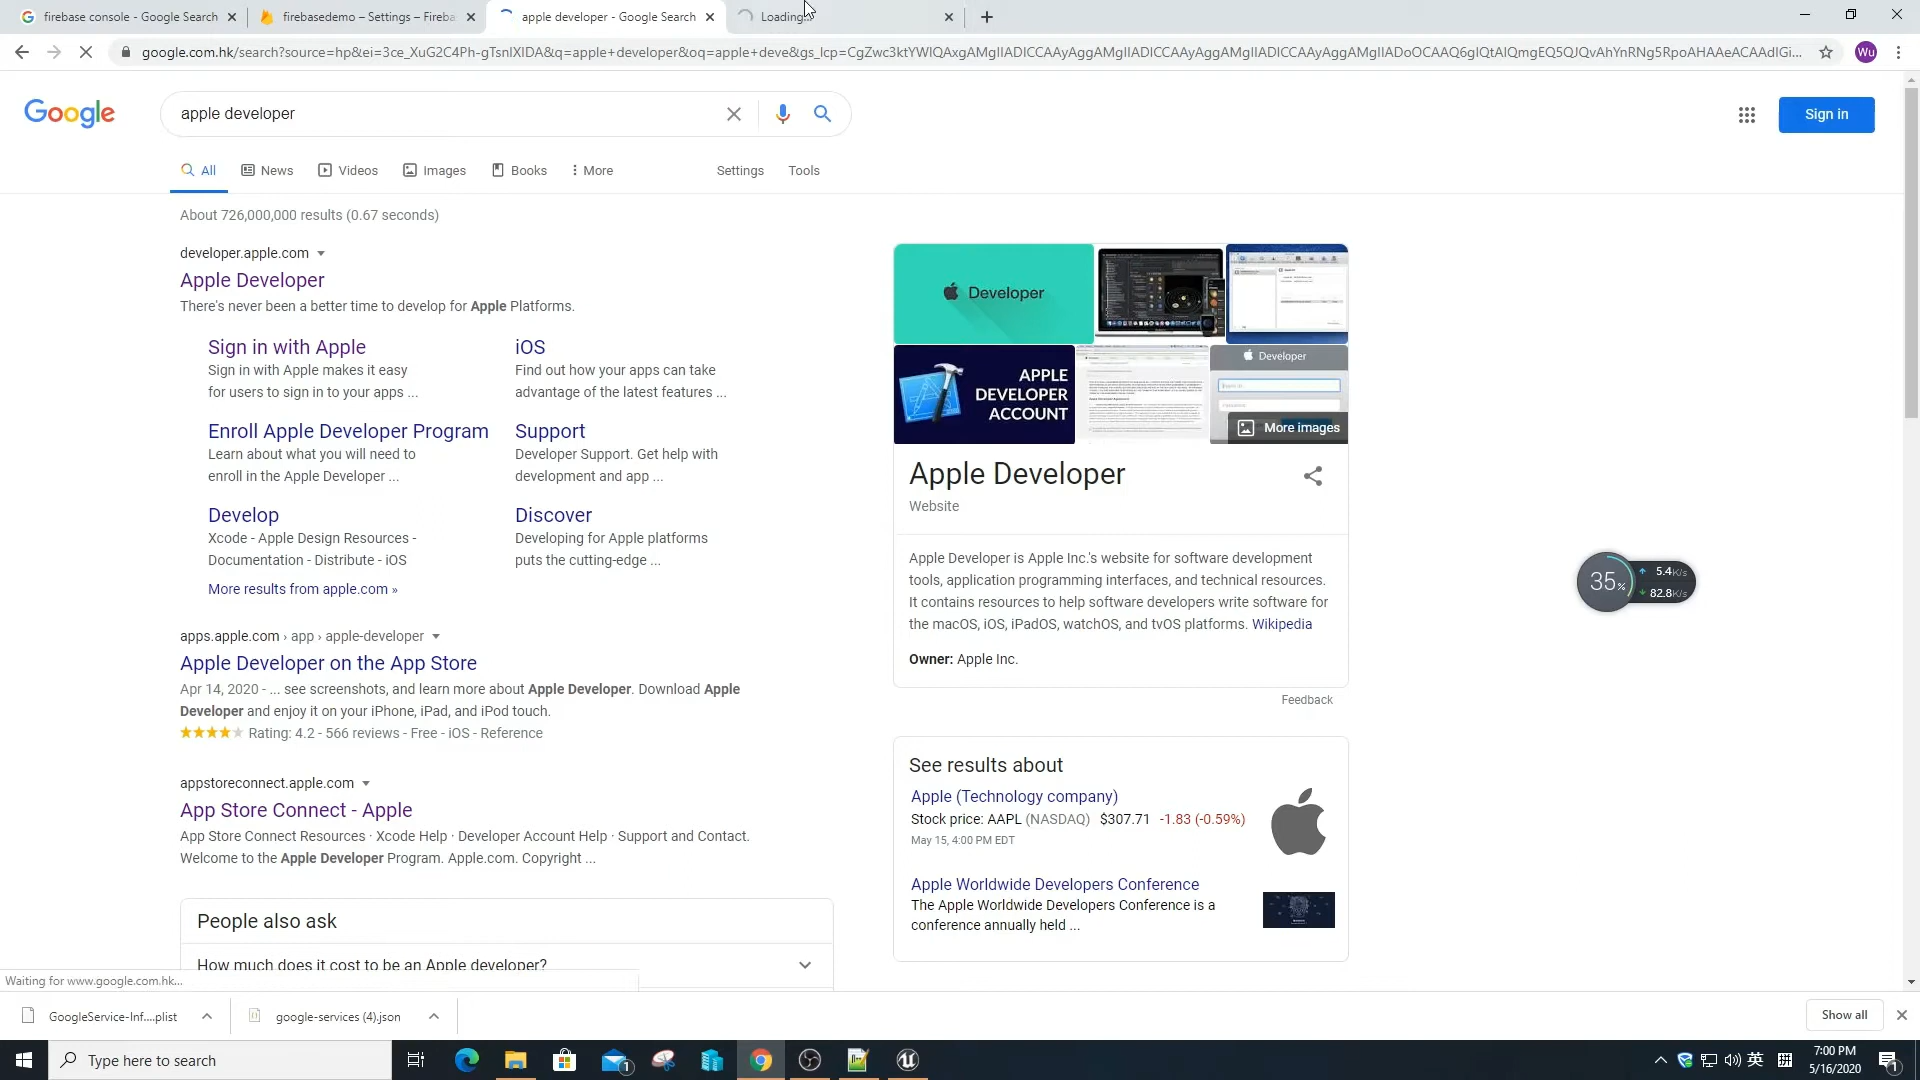 firebase console - Google Search
firebasedemo – Settings – Fireba
apple developer - Google Search
Loading...
google.com.hk/search?source=hp&ei=3ce_XuG2C4Ph-gTsnIXIDA&q=apple+developer&oq=apple+deve&gs_lcp=CgZwc3ktYWIQAxgAMgIIADICCAAyAggAMgIIADICCAAyAggAMgIIADICCAAyAggAMgIIADoOCAAQ6gIQtAIQmgEQ5QJQvAhYnRNg5RpoAHAAeACAAdIGi...
Wu
Google
apple developer
Sign in
All
News
Videos
Images
Books
More
Settings
Tools
About 726,000,000 results (0.67 seconds)
developer.apple.com
Apple Developer
There's never been a better time to develop for Apple Platforms.
Sign in with Apple
Sign in with Apple makes it easy
for users to sign in to your apps ...
iOS
Find out how your apps can take
advantage of the latest features ...
Enroll Apple Developer Program
Learn about what you will need to
enroll in the Apple Developer ...
Support
Developer Support. Get help with
development and app ...
Develop
Xcode - Apple Design Resources -
Documentation - Distribute - iOS
Discover
Developing for Apple platforms
puts the cutting-edge ...
More results from apple.com »
apps.apple.com › app › apple-developer
Apple Developer on the App Store
Apr 14, 2020 - ... see screenshots, and learn more about Apple Developer. Download Apple
Developer and enjoy it on your iPhone, iPad, and iPod touch.
Rating: 4.2 - 566 reviews - Free - iOS - Reference
appstoreconnect.apple.com
App Store Connect - Apple
App Store Connect Resources · Xcode Help · Developer Account Help · Support and Contact.
Welcome to the Apple Developer Program. Apple.com. Copyright ...
People also ask
How much does it cost to be an Apple developer?
Developer
APPLE
DEVELOPER
ACCOUNT
Developer
More images
Apple Developer
Website
Apple Developer is Apple Inc.'s website for software development
tools, application programming interfaces, and technical resources.
It contains resources to help software developers write software for
the macOS, iOS, iPadOS, watchOS, and tvOS platforms. Wikipedia
Owner: Apple Inc.
Feedback
See results about
Apple (Technology company)
Stock price: AAPL (NASDAQ) $307.71 -1.83 (-0.59%)
May 15, 4:00 PM EDT
Apple Worldwide Developers Conference
The Apple Worldwide Developers Conference is a
conference annually held ...
35%
5.4K/s
82.8K/s
Waiting for www.google.com.hk...
GoogleService-Inf....plist
google-services (4).json
Show all
Type here to search
1
英
拼
7:00 PM
5/16/2020
1